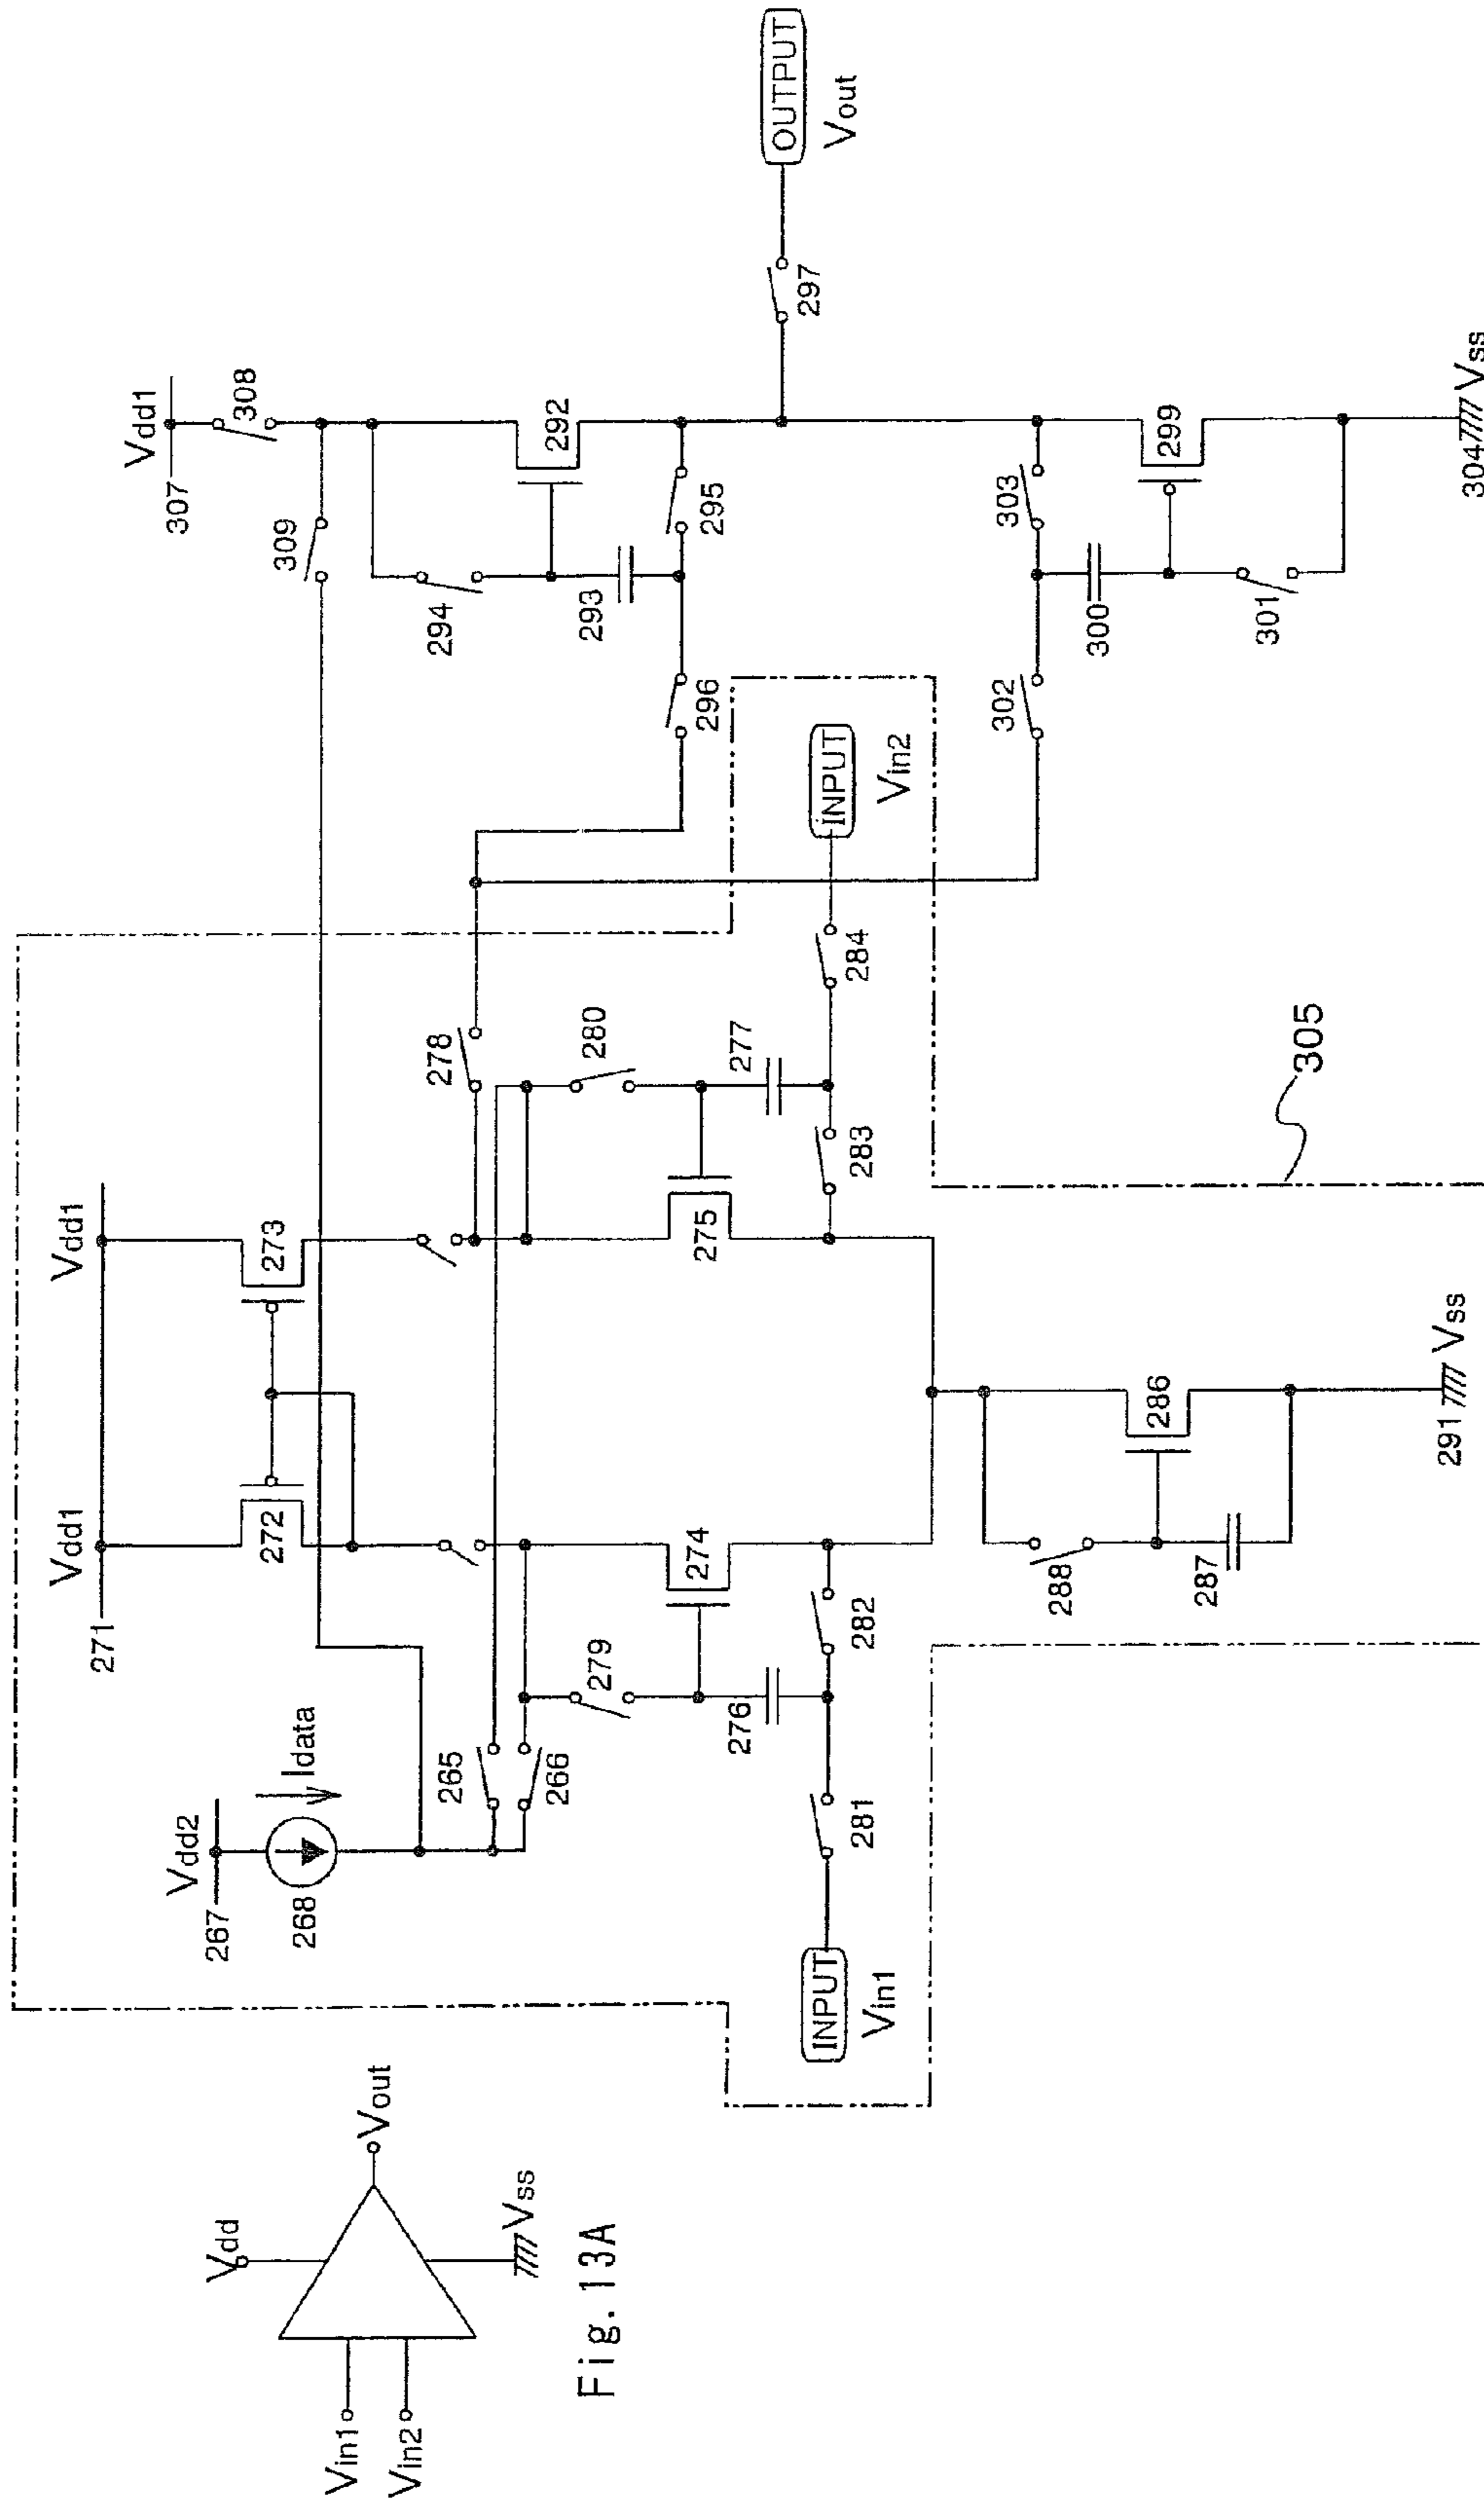 Vin1
Vin2
Vdd
Vout
Vss
Fig. 13A
Vdd2
267
268
Idata
271
Vdd1
Vdd1
272
273
265
266
279
274
276
281
282
INPUT
Vin1
278
280
275
277
283
284
INPUT
Vin2
288
286
287
291
Vss
305
Vdd1
307
308
309
294
292
293
295
296
297
OUTPUT
Vout
302
303
300
299
301
304
Vss